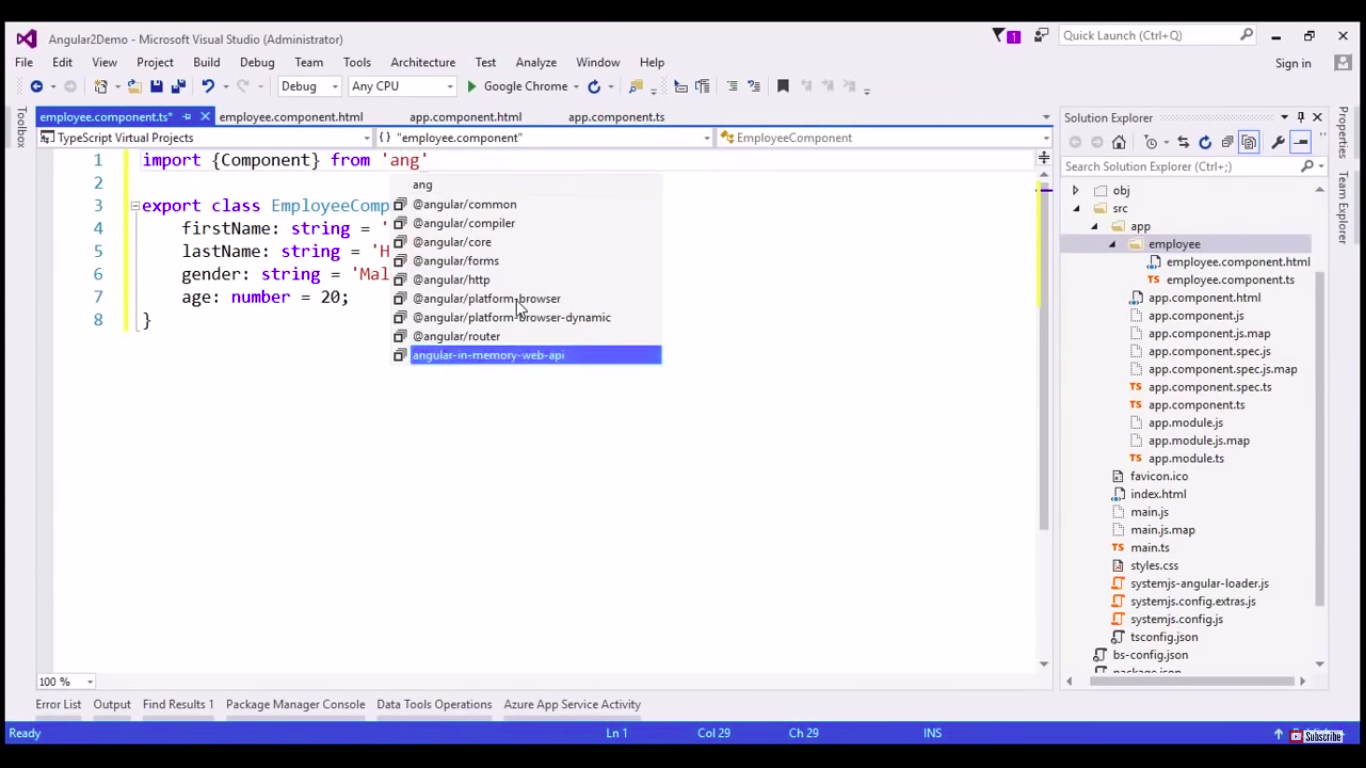 Angular2Demo - Microsoft Visual Studio (Administrator)
1
Quick Launch (Ctrl+Q)
File Edit View Project Build Debug Team Tools Architecture Test Analyze Window Help
Sign in
Debug Any CPU Google Chrome
employee.component.ts* employee.component.html app.component.html app.component.ts
TypeScript Virtual Projects {} "employee.component" EmployeeComponent
Toolbox
1 import {Component} from 'ang'
2
3 export class EmployeeComp
4 firstName: string = '
5 lastName: string = 'H
6 gender: string = 'Mal
7 age: number = 20;
8 }
ang
@angular/common
@angular/compiler
@angular/core
@angular/forms
@angular/http
@angular/platform-browser
@angular/platform-browser-dynamic
@angular/router
angular-in-memory-web-api
100 %
Solution Explorer
Search Solution Explorer (Ctrl+;)
obj
src
app
employee
employee.component.html
employee.component.ts
app.component.html
app.component.js
app.component.js.map
app.component.spec.js
app.component.spec.js.map
app.component.spec.ts
app.component.ts
app.module.js
app.module.js.map
app.module.ts
favicon.ico
index.html
main.js
main.js.map
main.ts
styles.css
systemjs-angular-loader.js
systemjs.config.extras.js
systemjs.config.js
tsconfig.json
bs-config.json
package.json
Properties
Team Explorer
Error List Output Find Results 1 Package Manager Console Data Tools Operations Azure App Service Activity
Ready Ln 1 Col 29 Ch 29 INS
Subscribe